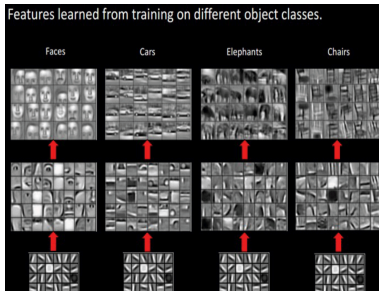 Features learned from training on different object classes.
Faces
Cars
Elephants
Chairs